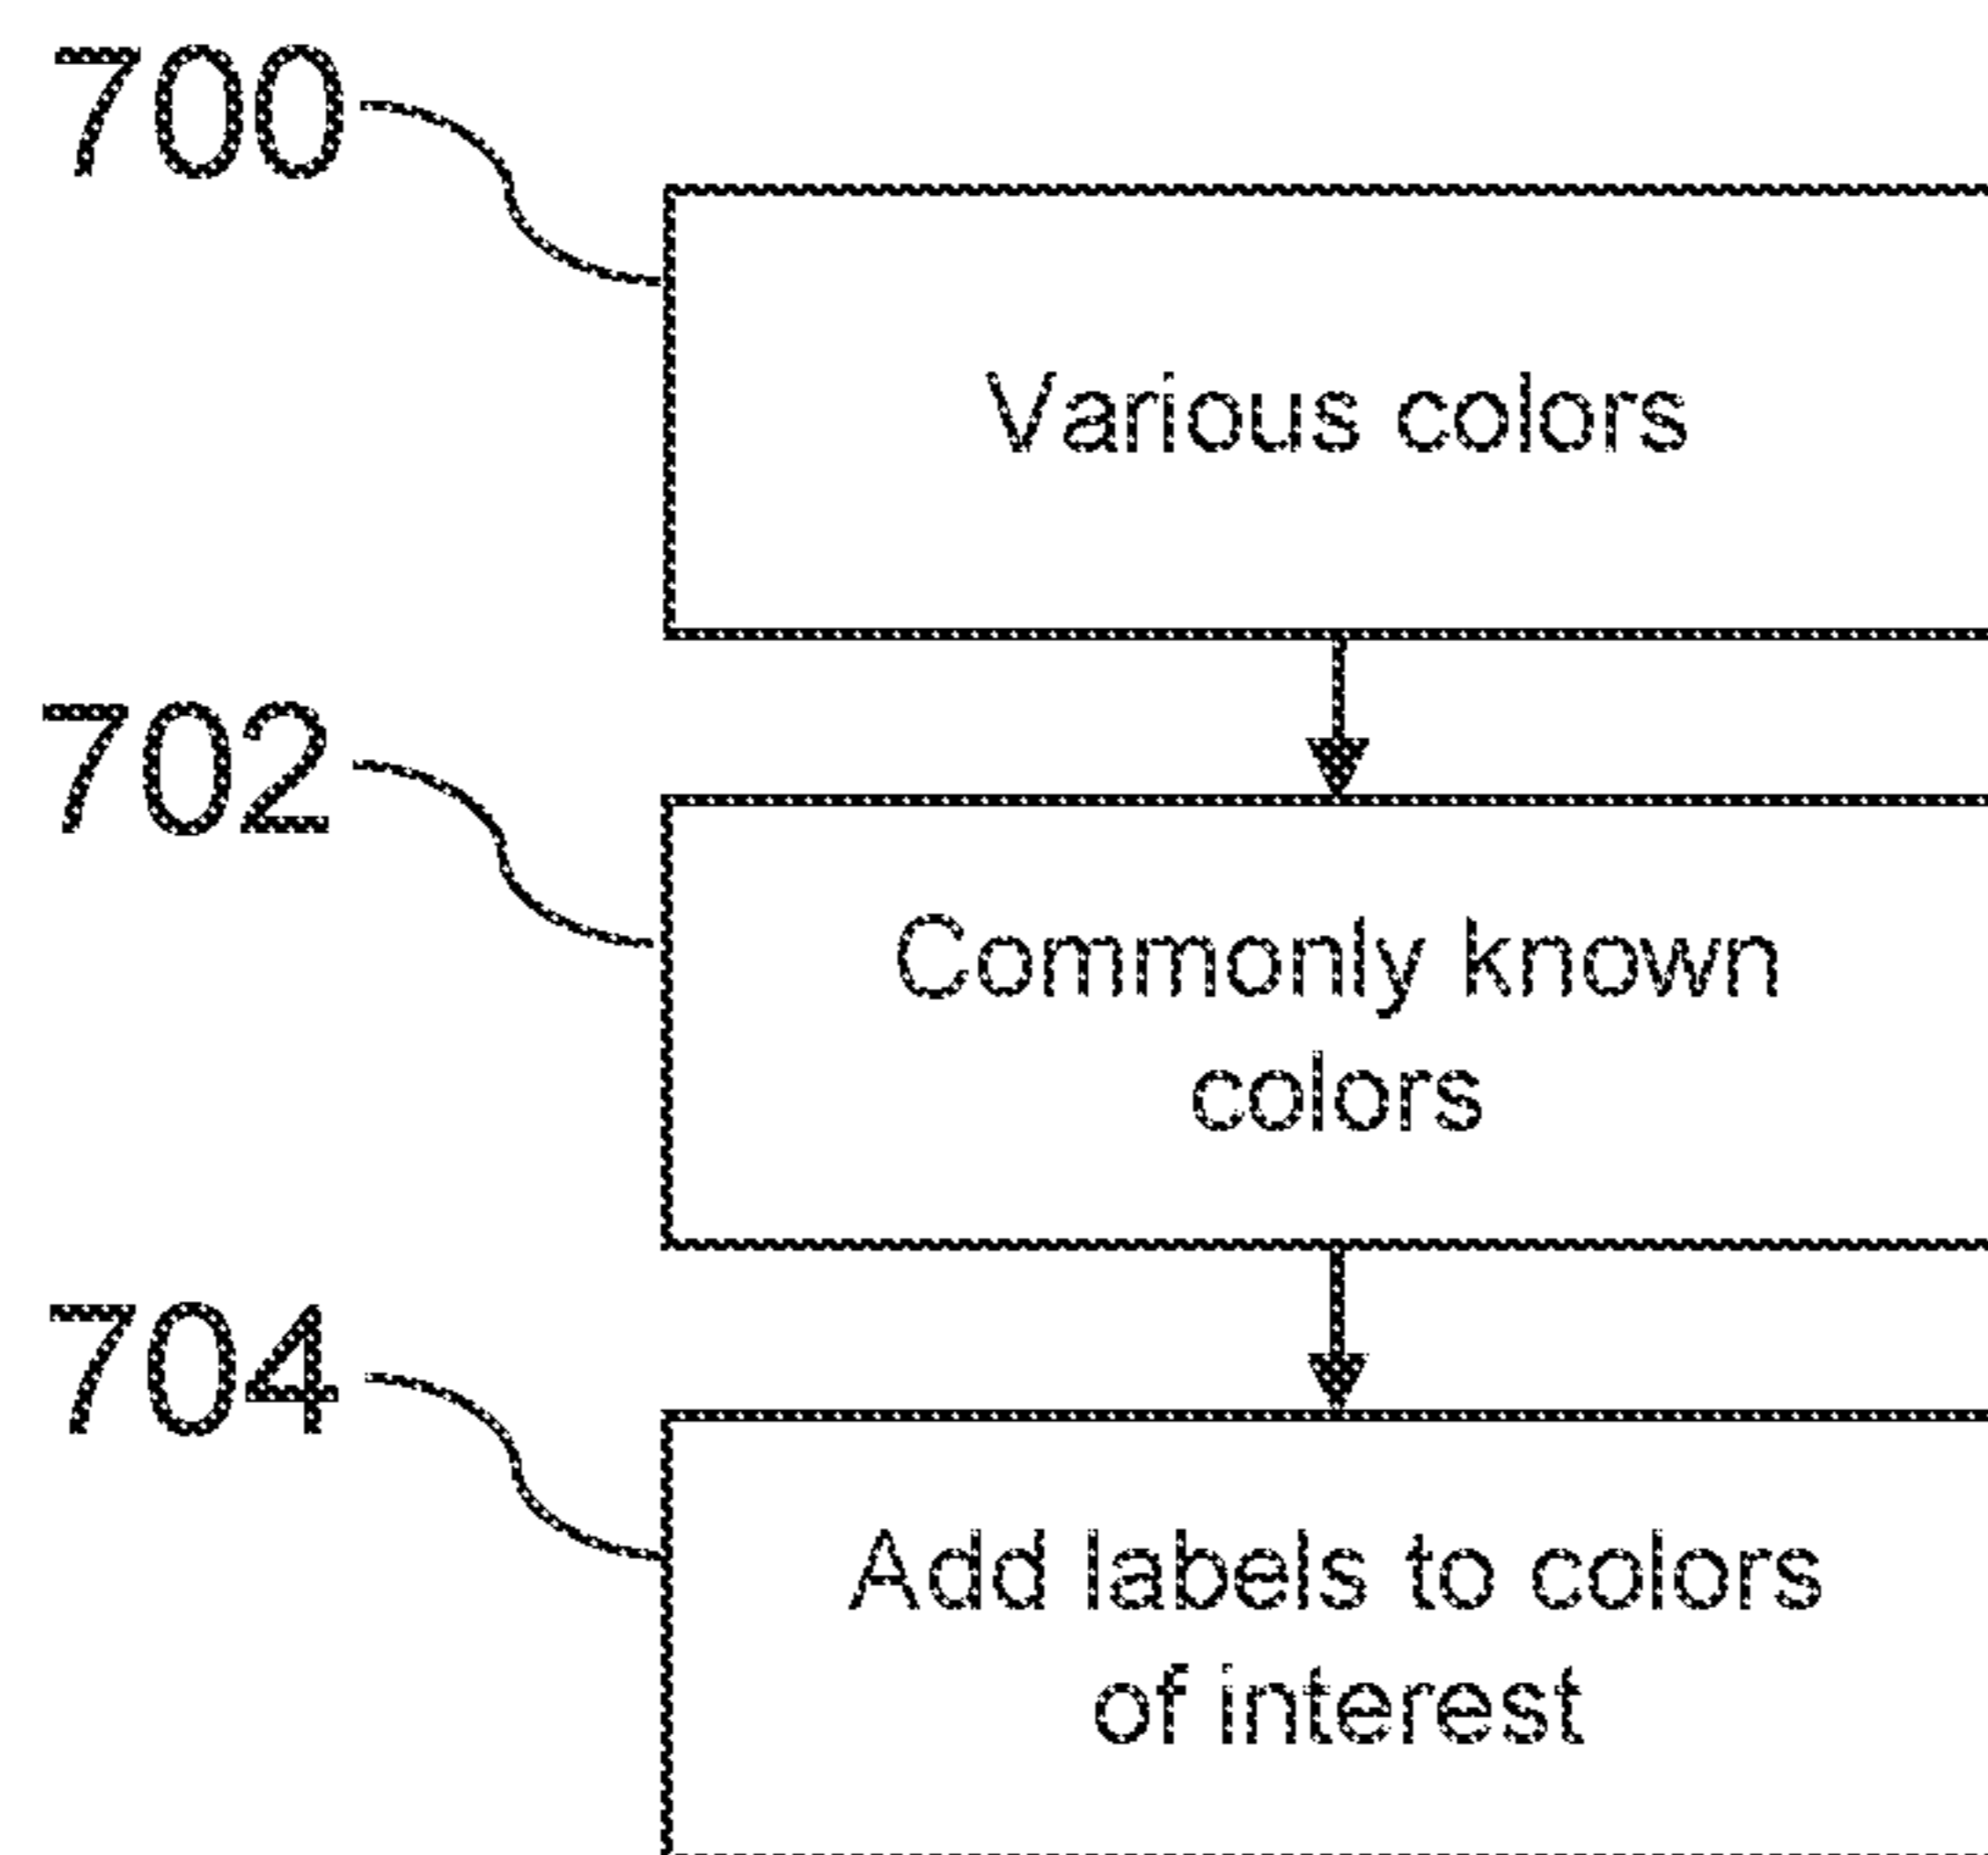 700
Various colors
702
Commonly known
colors
704
Add labels to colors
of interest